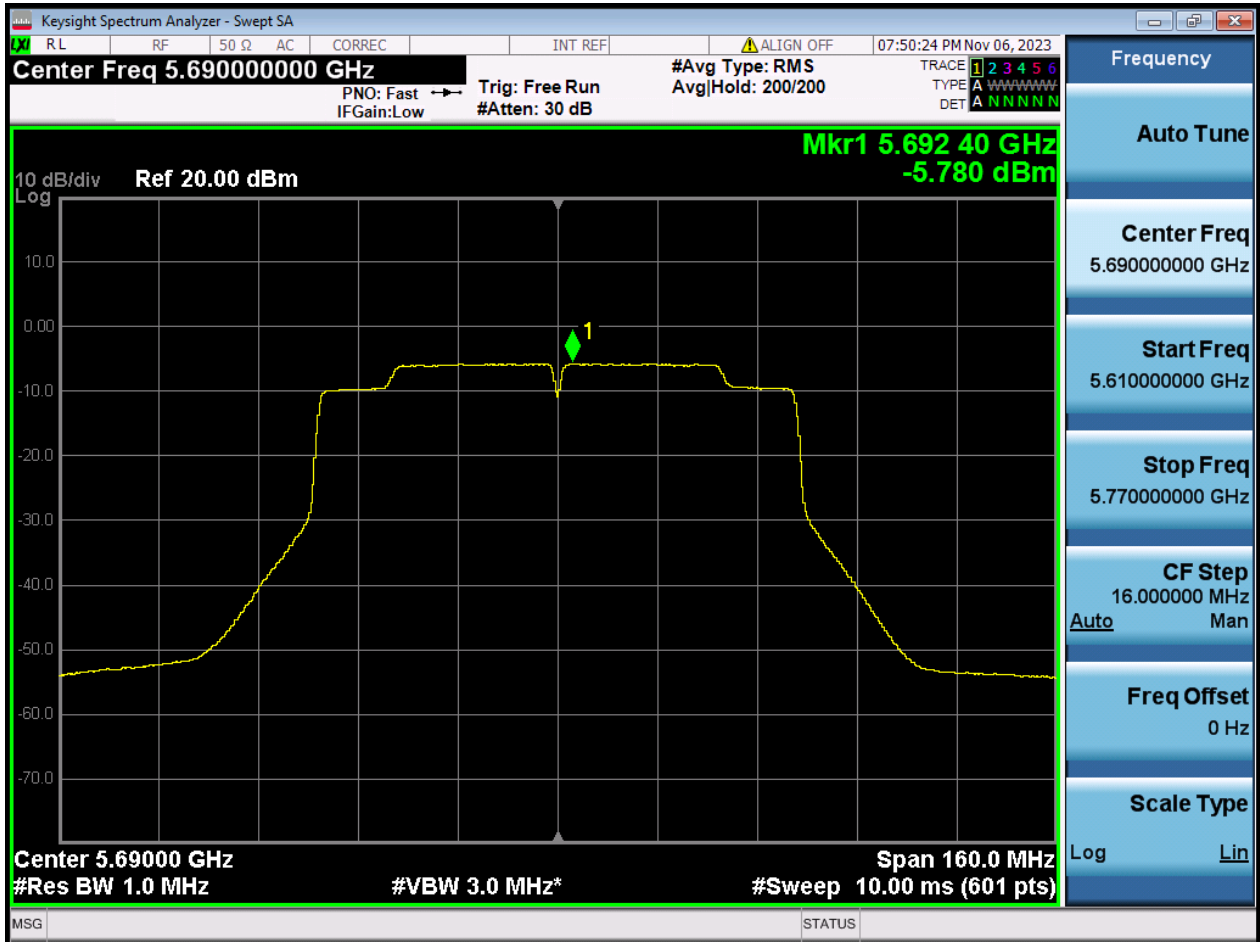 Keysight Spectrum Analyzer - Swept SA
LXI RL RF 50 Ω AC CORREC INT REF ALIGN OFF 07:50:24 PM Nov 06, 2023
Center Freq 5.690000000 GHz
PNO: Fast
IFGain:Low
Trig: Free Run
#Atten: 30 dB
#Avg Type: RMS
Avg|Hold: 200/200
TRACE 1 2 3 4 5 6
TYPE A WWWWW
DET A N N N N N
Mkr1 5.692 40 GHz
-5.780 dBm
10 dB/div Ref 20.00 dBm
Log
10.0
0.00
1
-10.0
-20.0
-30.0
-40.0
-50.0
-60.0
-70.0
Center 5.69000 GHz Span 160.0 MHz
#Res BW 1.0 MHz #VBW 3.0 MHz* #Sweep 10.00 ms (601 pts)
MSG STATUS
Frequency
Auto Tune
Center Freq
5.690000000 GHz
Start Freq
5.610000000 GHz
Stop Freq
5.770000000 GHz
CF Step
16.000000 MHz
Auto Man
Freq Offset
0 Hz
Scale Type
Log Lin